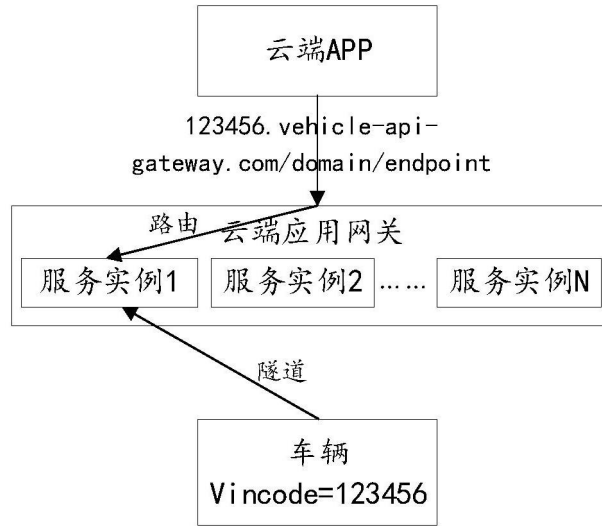 云端APP
123456.vehicle-api-
gateway.com/domain/endpoint
路由
云端应用网关
服务实例1
服务实例2
……
服务实例N
隧道
车辆
Vincode=123456